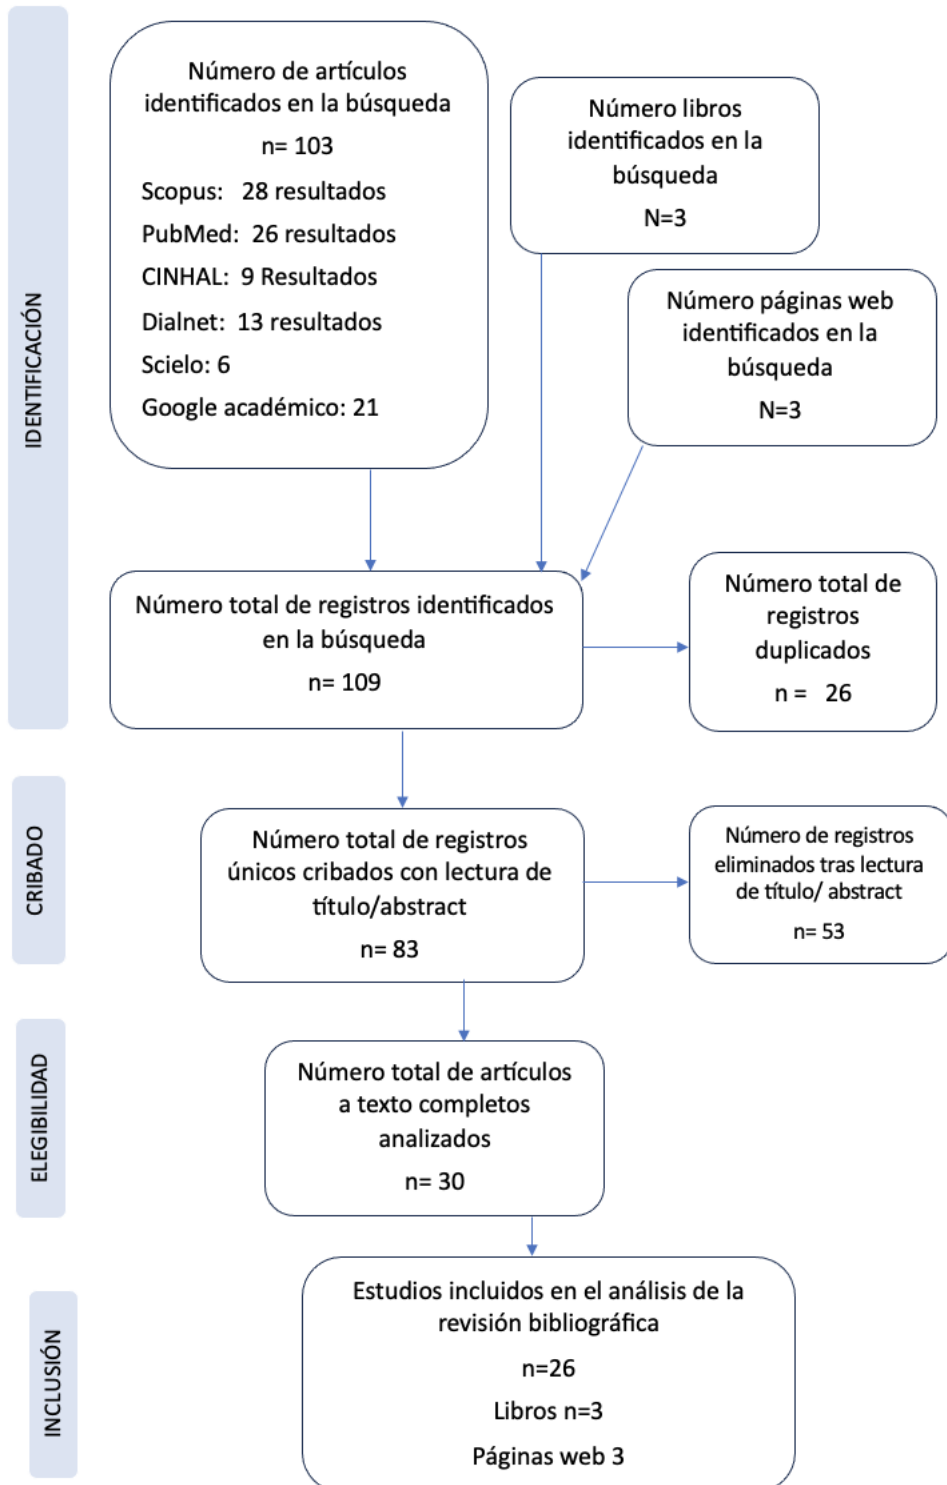 IDENTIFICACIÓN
Número de artículos
identificados en la búsqueda
n= 103
Scopus: 28 resultados
PubMed: 26 resultados
CINHAL: 9 Resultados
Dialnet: 13 resultados
Scielo: 6
Google académico: 21
Número libros
identificados en la
búsqueda
N=3
Número páginas web
identificados en la
búsqueda
N=3
Número total de registros identificados
en la búsqueda
n= 109
Número total de
registros
duplicados
n = 26
CRIBADO
Número total de registros
únicos cribados con lectura de
título/abstract
n= 83
Número de registros
eliminados tras lectura
de título/ abstract
n= 53
ELEGIBILIDAD
Número total de artículos
a texto completos
analizados
n= 30
INCLUSIÓN
Estudios incluidos en el análisis de la
revisión bibliográfica
n=26
Libros n=3
Páginas web 3